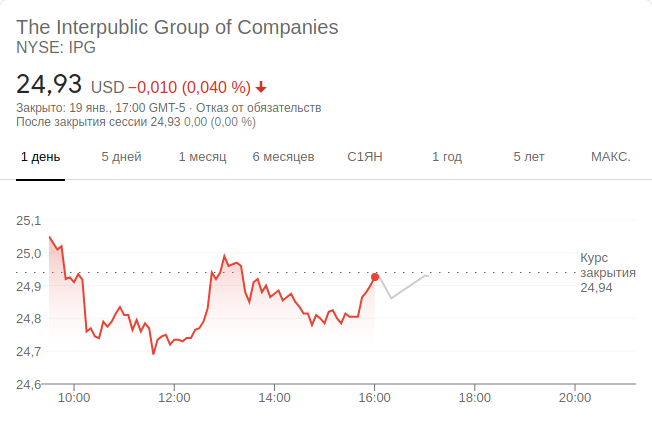 The Interpublic Group of Companies
NYSE: IPG
24,93 USD −0,010 (0,040 %)
Закрыто: 19 янв., 17:00 GMT-5 · Отказ от обязательств
После закрытия сессии 24,93 0,00 (0,00 %)
1 день 5 дней 1 месяц 6 месяцев С1ЯН 1 год 5 лет МАКС.
25,1
25,0
24,9
24,8
24,7
24,6
Курс
закрытия
24,94
10:00 12:00 14:00 16:00 18:00 20:00